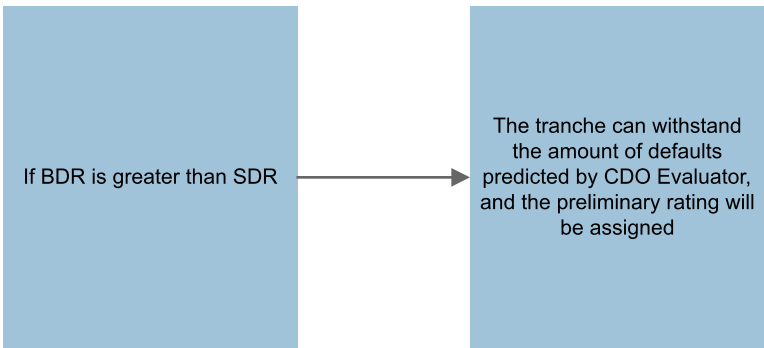 If BDR is greater than SDR
The tranche can withstand
the amount of defaults
predicted by CDO Evaluator,
and the preliminary rating will
be assigned